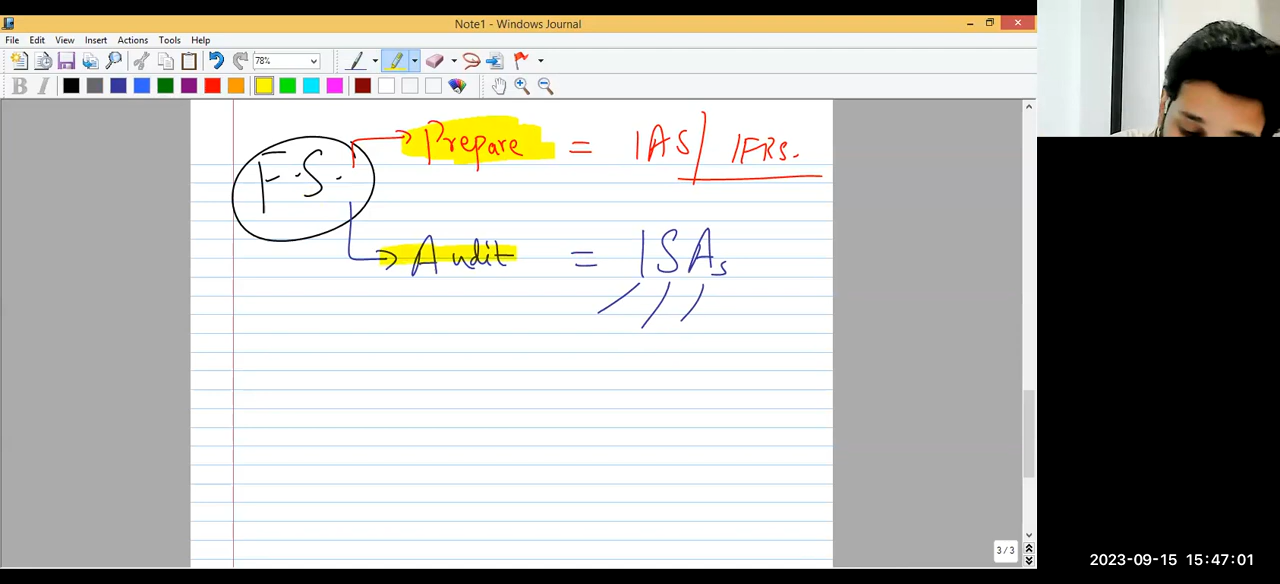 Note1 - Windows Journal
File Edit View Insert Actions Tools Help
78%
B I
F.S.
Prepare = IAS/ IFRS.
Audit = ISAs
3 / 3
2023-09-15 15:47:01